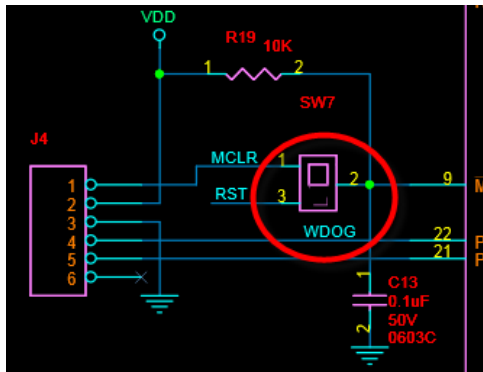 VDD
R19 10K
1 2
SW7
J4
MCLR 1
2 9
RST 3
WDOG
1
2
3
4 22
5 21
6
1
C13
0.1uF
50V
2 0603C